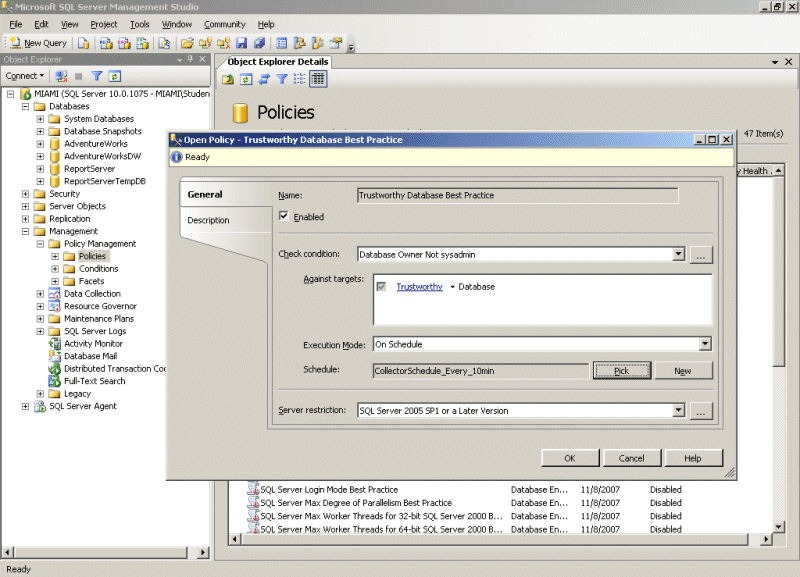 Microsoft SQL Server Management Studio
File Edit View Project Tools Window Community Help
New Query
Object Explorer
Connect
MIAMI (SQL Server 10.0.1075 - MIAMI\Studen
Databases
System Databases
Database Snapshots
AdventureWorks
AdventureWorksDW
ReportServer
ReportServerTempDB
Security
Server Objects
Replication
Management
Policy Management
Policies
Conditions
Facets
Data Collection
Resource Governor
Maintenance Plans
SQL Server Logs
Activity Monitor
Database Mail
Distributed Transaction Coo
Full-Text Search
Legacy
SQL Server Agent
Object Explorer Details
Policies
47 Item(s)
y Health
Open Policy - Trustworthy Database Best Practice
Ready
General
Description
Name: Trustworthy Database Best Practice
Enabled
Check condition: Database Owner Not sysadmin ...
Against targets: Trustworthy Database
Execution Mode: On Schedule
Schedule: CollectorSchedule_Every_10min Pick New
Server restriction: SQL Server 2005 SP1 or a Later Version ...
OK Cancel Help
SQL Server Login Mode Best Practice Database En... 11/8/2007 Disabled
SQL Server Max Degree of Parallelism Best Practice Database En... 11/8/2007 Disabled
SQL Server Max Worker Threads for 32-bit SQL Server 2000 B... Database En... 11/8/2007 Disabled
SQL Server Max Worker Threads for 64-bit SQL Server 2000 B... Database En... 11/8/2007 Disabled
Ready